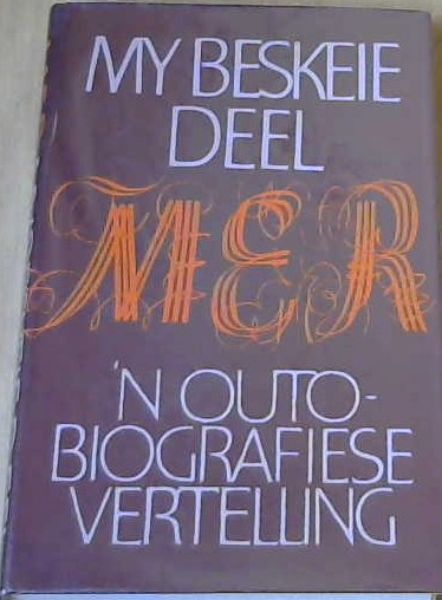 MY BESKEIE
DEEL
MER
'N OUTO-
BIOGRAFIESE
VERTELLING